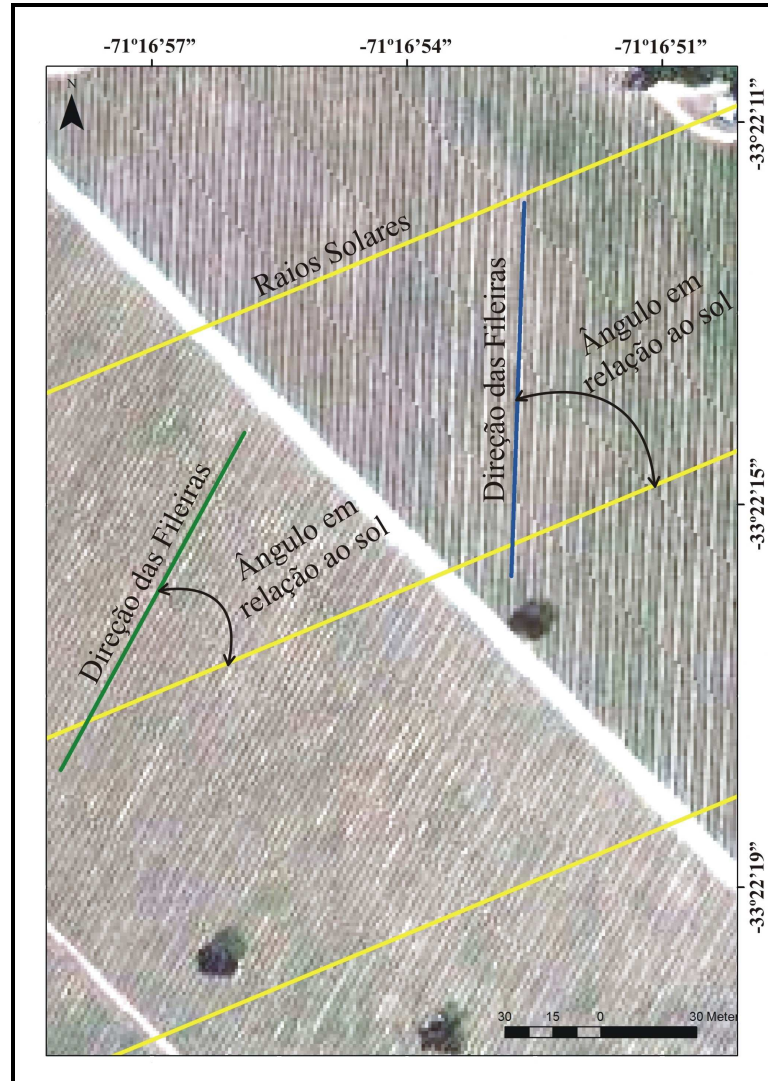 -71º16’57” -71º16’54” -71º16’51”
N
-33º22’11”
Raios Solares
Direção das Fileiras
Ângulo em
relação ao sol
-33º22’15”
Direção das Fileiras
Ângulo em
relação ao sol
-33º22’19”
30 15 0 30 Meter